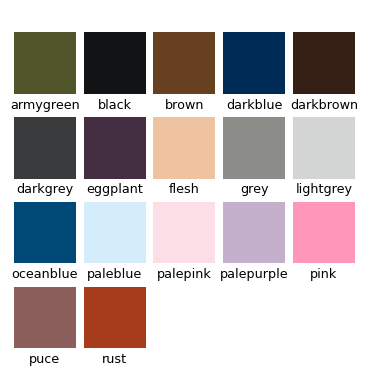 armygreen black brown darkblue darkbrown
darkgrey eggplant flesh grey lightgrey
oceanblue paleblue palepink palepurple pink
puce rust